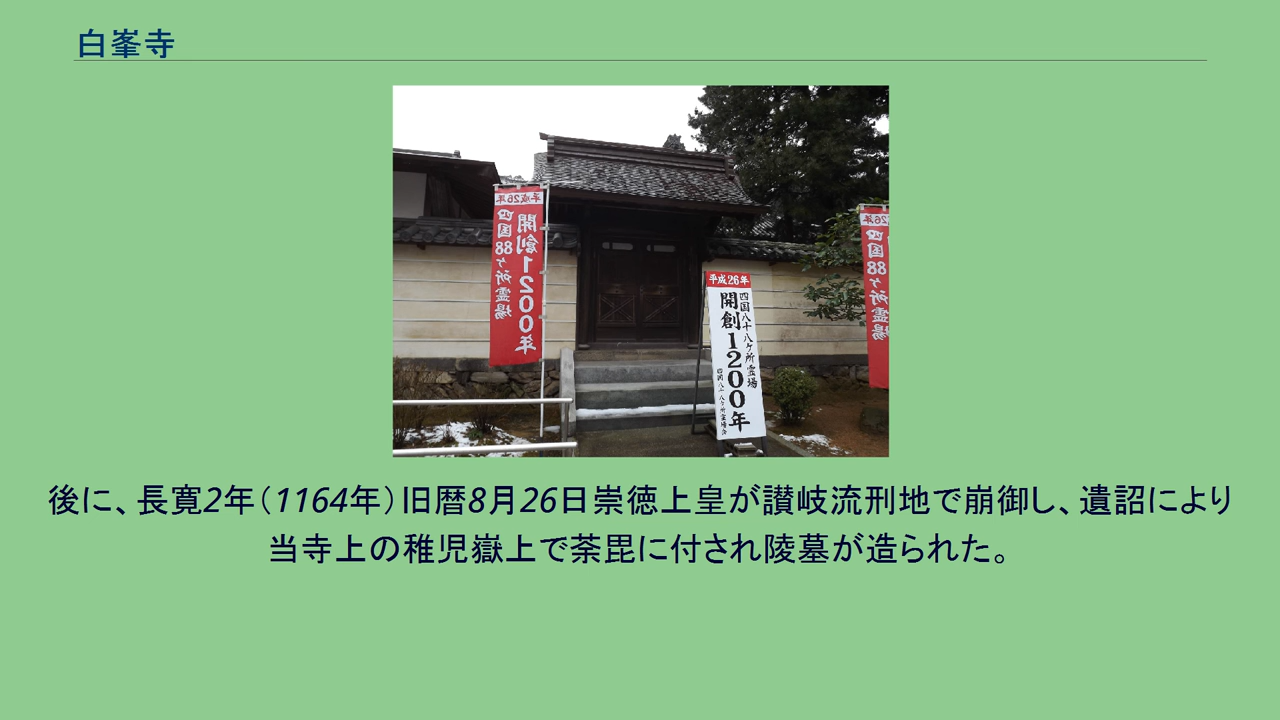 白峯寺
平成26年
開創1200年
四国88ヶ所霊場
平成26年
四国八十八ヶ所霊場
開創1200年
四国八十八ヶ所霊場会
26年
四国88ヶ所霊場
後に、長寛2年（1164年）旧暦8月26日崇徳上皇が讃岐流刑地で崩御し、遺詔により
当寺上の稚児嶽上で荼毘に付され陵墓が造られた。